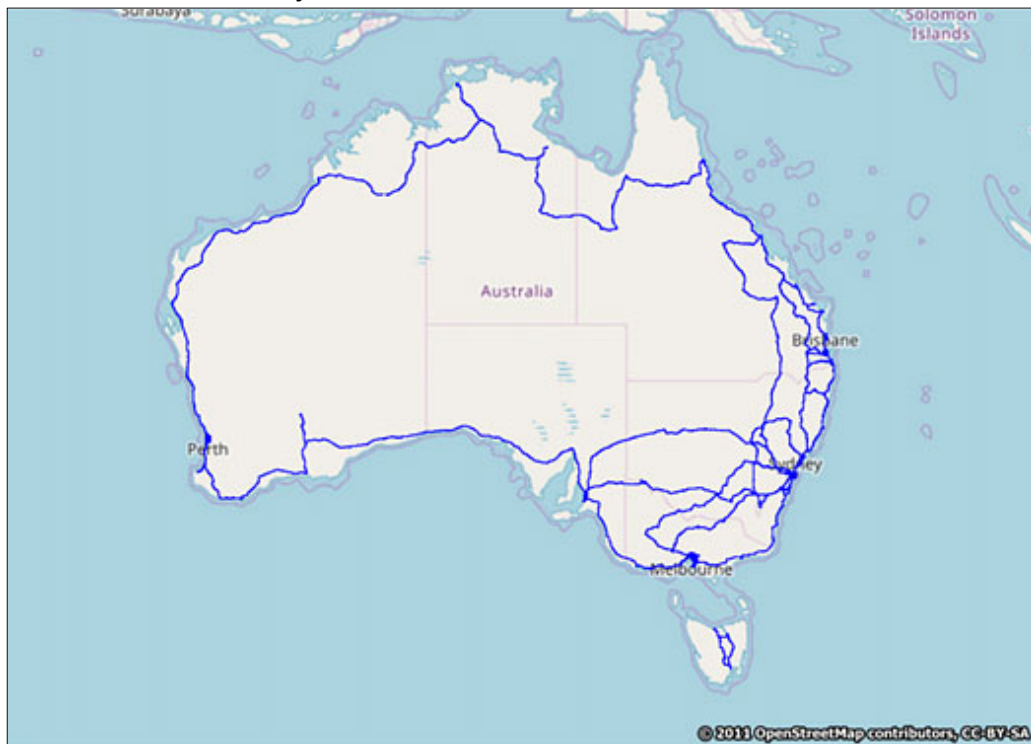 Surabaya
Solomon
Islands
Australia
Brisbane
Perth
Sydney
Melbourne
© 2011 OpenStreetMap contributors, CC-BY-SA